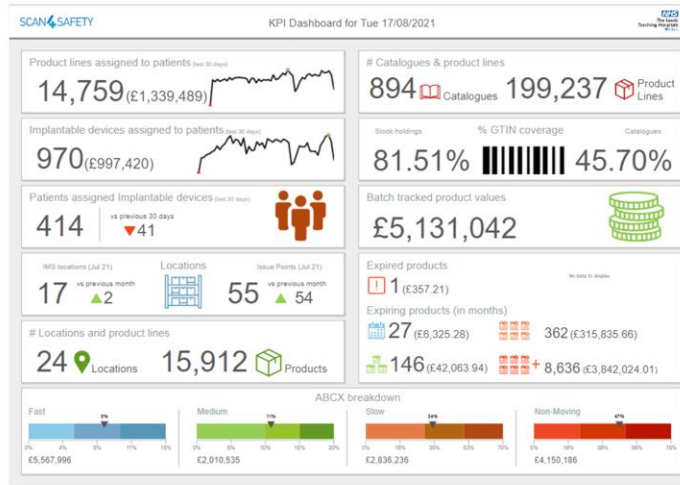 SCAN4SAFETY
KPI Dashboard for Tue 17/08/2021
NHS
The Leeds
Teaching Hospitals
Product lines assigned to patients (last 30 days)
14,759 (£1,339,489)
# Catalogues & product lines
894 Catalogues 199,237 Product Lines
Implantable devices assigned to patients (last 30 days)
970 (£997,420)
Stock holdings % GTIN coverage Catalogues
81.51% 45.70%
Patients assigned Implantable devices (last 30 days)
414 vs previous 30 days
41
Batch tracked product values
£5,131,042
IMS locations (Jul 21) Locations Issue Points (Jul 21)
17 vs previous month 2 55 vs previous month 54
Expired products
1 (£357.21)
No data to display
Expiring products (in months)
27 (£6,325.28) 362 (£315,835.66)
146 (£42,063.94) + 8,636 (£3,842,024.01)
# Locations and product lines
24 Locations 15,912 Products
ABCX breakdown
Fast Medium Slow Non-Moving
11% 34% 47%
£5,567,996 £2,010,535 £2,836,236 £4,150,186